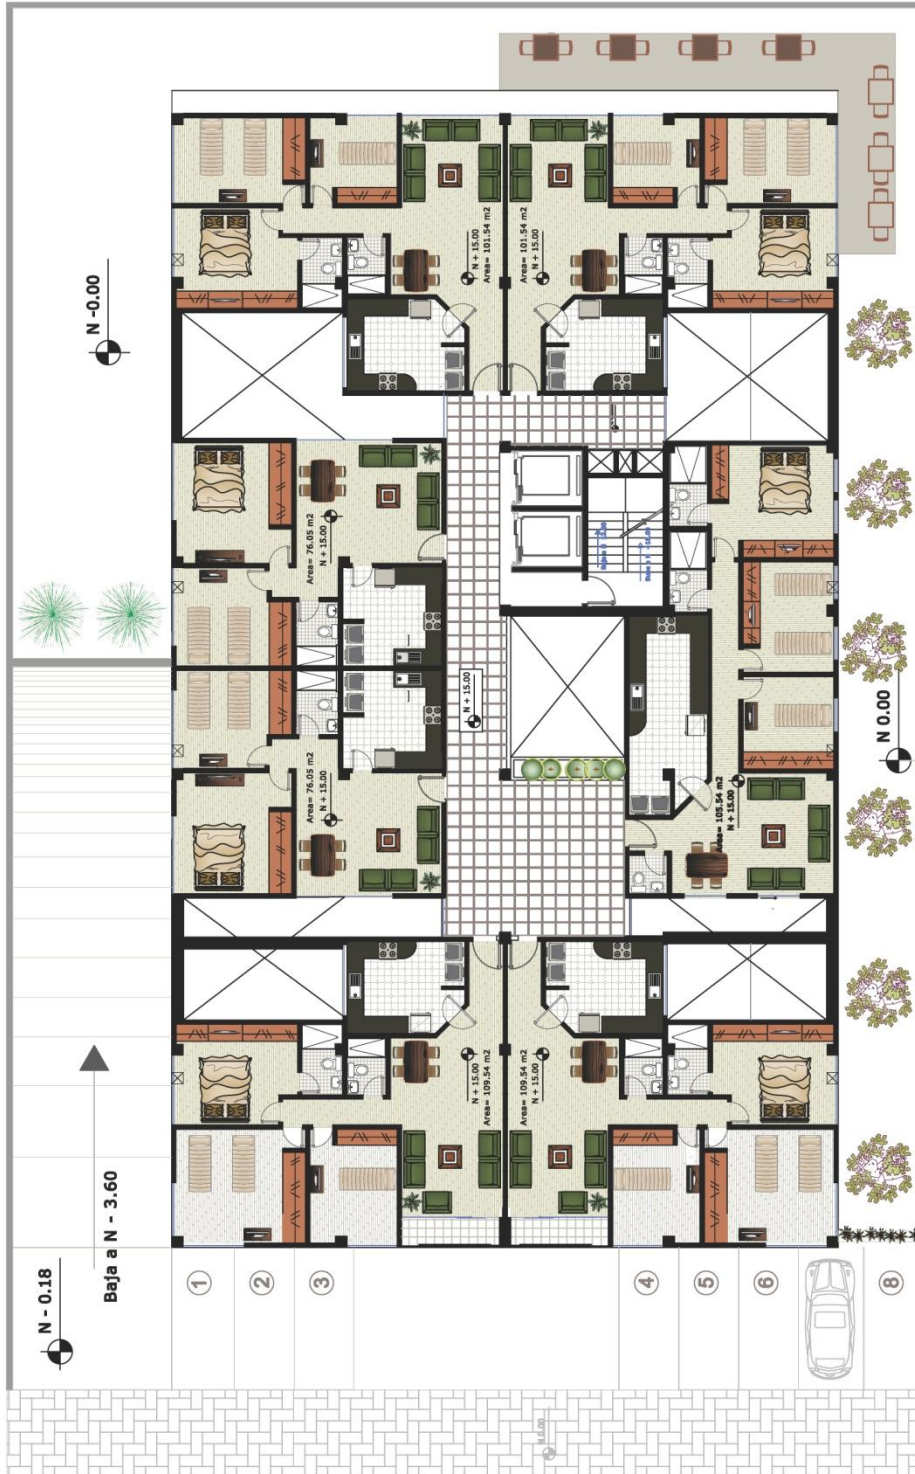 N -0.00
Area= 101.54 m2
N + 15.00
Area= 101.54 m2
N + 15.00
Area= 76.05 m2
N + 15.00
N + 15.00
Area= 76.05 m2
N + 15.00
Area= 105.54 m2
N + 15.00
N 0.00
Area= 109.54 m2
N + 15.00
Area= 109.54 m2
N + 15.00
Baja a N - 3.60
N - 0.18
1
2
3
4
5
6
8
N 0.00